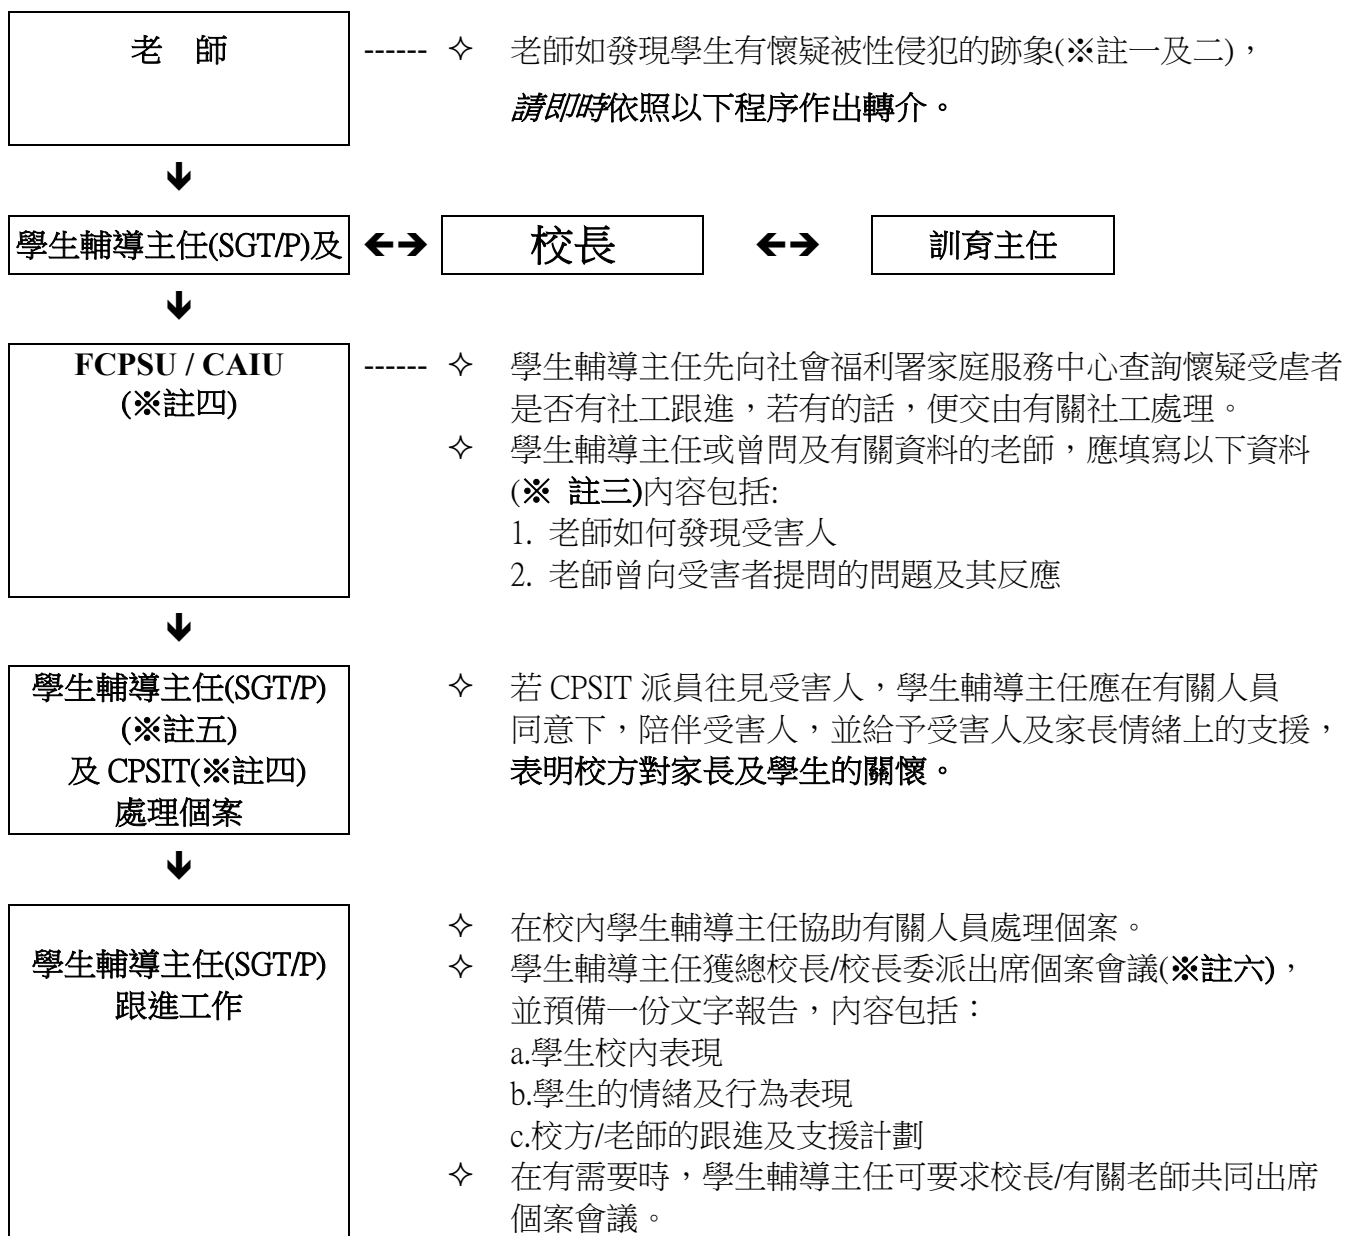 老 師 ------ ✧ 老師如發現學生有懷疑被性侵犯的跡象(※註一及二)，
請即時依照以下程序作出轉介。
🡫
學生輔導主任(SGT/P)及 🡨🡪 校長 🡨🡪 訓育主任
🡫
FCPSU / CAIU ------ ✧ 學生輔導主任先向社會福利署家庭服務中心查詢懷疑受虐者
(※註四) 是否有社工跟進，若有的話，便交由有關社工處理。
✧ 學生輔導主任或曾問及有關資料的老師，應填寫以下資料
(※ 註三)內容包括:
1. 老師如何發現受害人
2. 老師曾向受害者提問的問題及其反應
🡫
學生輔導主任(SGT/P) ✧ 若 CPSIT 派員往見受害人，學生輔導主任應在有關人員
(※註五) 同意下，陪伴受害人，並給予受害人及家長情緒上的支援，
及 CPSIT(※註四) 表明校方對家長及學生的關懷。
處理個案
🡫
✧ 在校內學生輔導主任協助有關人員處理個案。
學生輔導主任(SGT/P) ✧ 學生輔導主任獲總校長/校長委派出席個案會議(※註六)，
跟進工作 並預備一份文字報告，內容包括：
a.學生校內表現
b.學生的情緒及行為表現
c.校方/老師的跟進及支援計劃
✧ 在有需要時，學生輔導主任可要求校長/有關老師共同出席
個案會議。